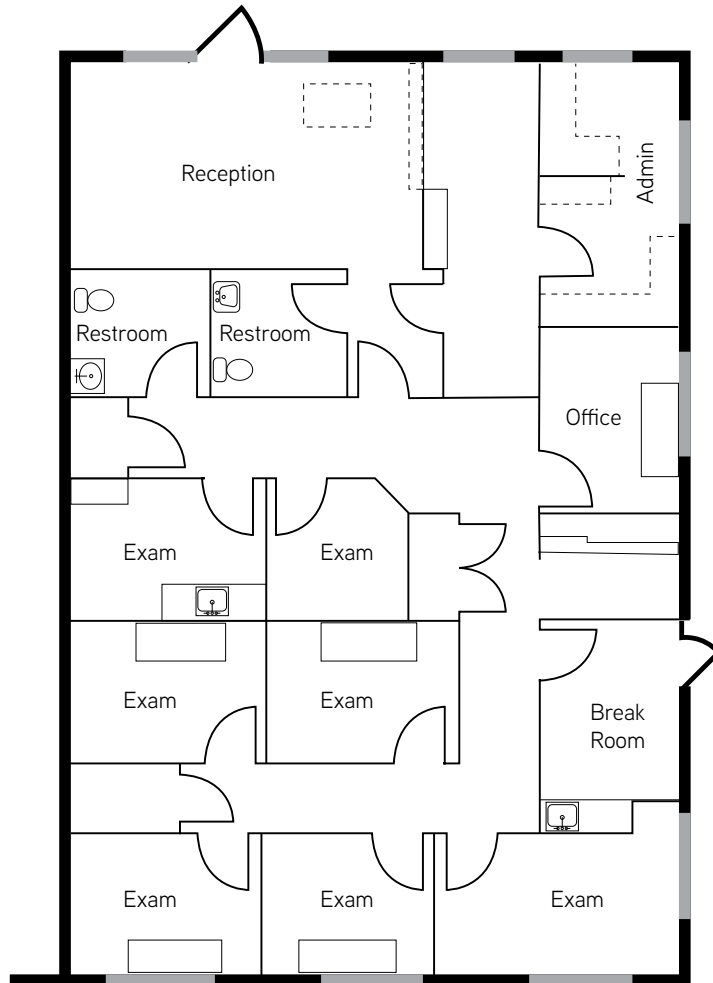 Reception
Admin
Restroom
Restroom
Office
Exam
Exam
Exam
Exam
Break
Room
Exam
Exam
Exam